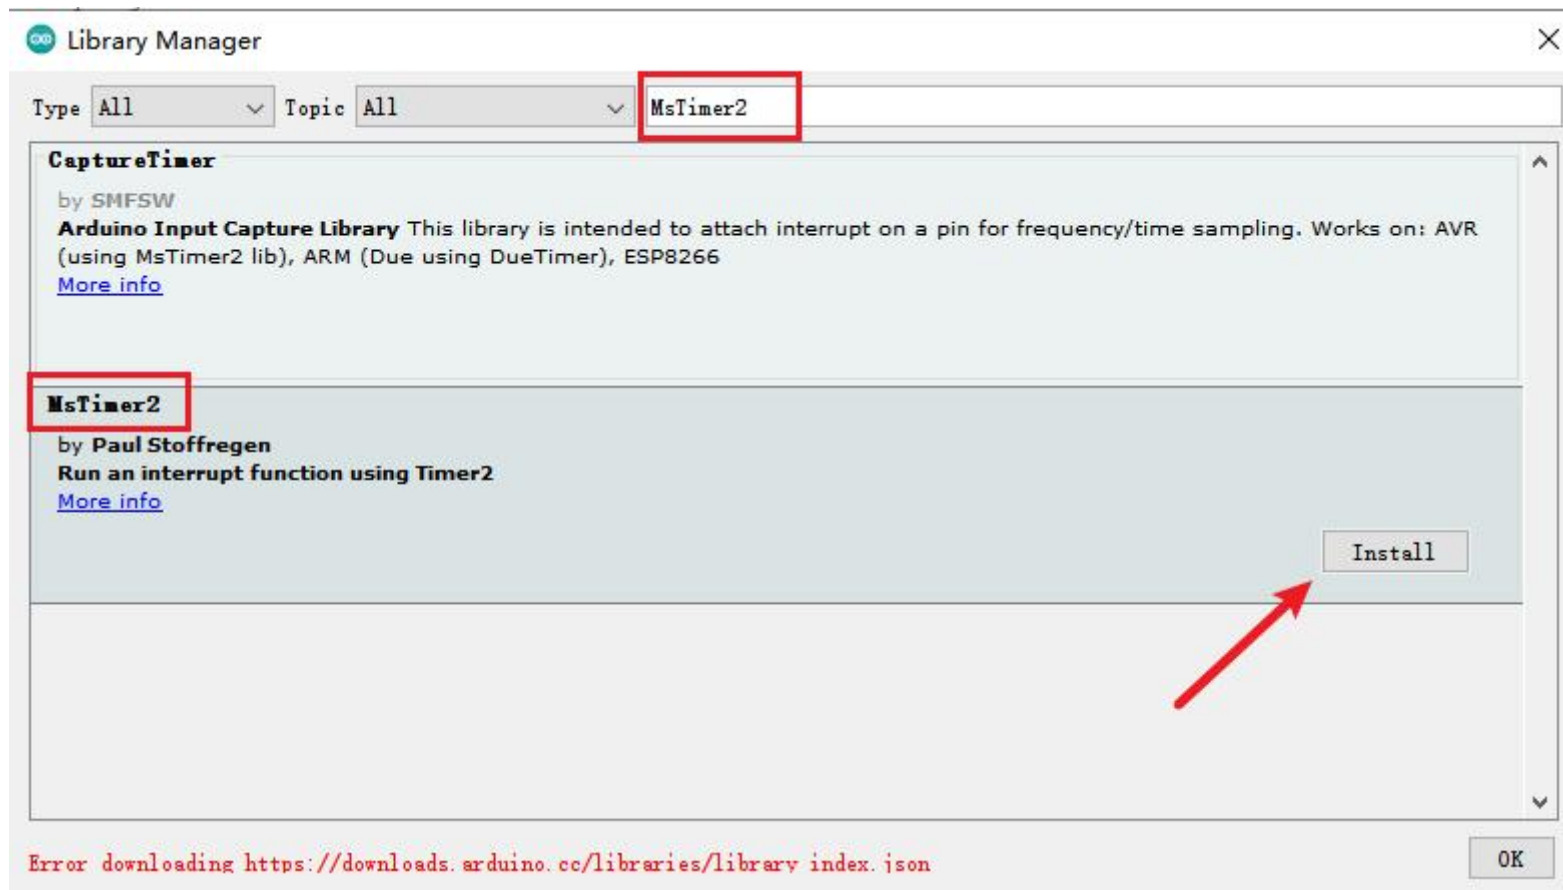 Library Manager
Type All Topic All MsTimer2
CaptureTimer
by SMFSW
Arduino Input Capture Library This library is intended to attach interrupt on a pin for frequency/time sampling. Works on: AVR
(using MsTimer2 lib), ARM (Due using DueTimer), ESP8266
More info
MsTimer2
by Paul Stoffregen
Run an interrupt function using Timer2
More info
Install
Error downloading https://downloads.arduino.cc/libraries/library_index.json
OK